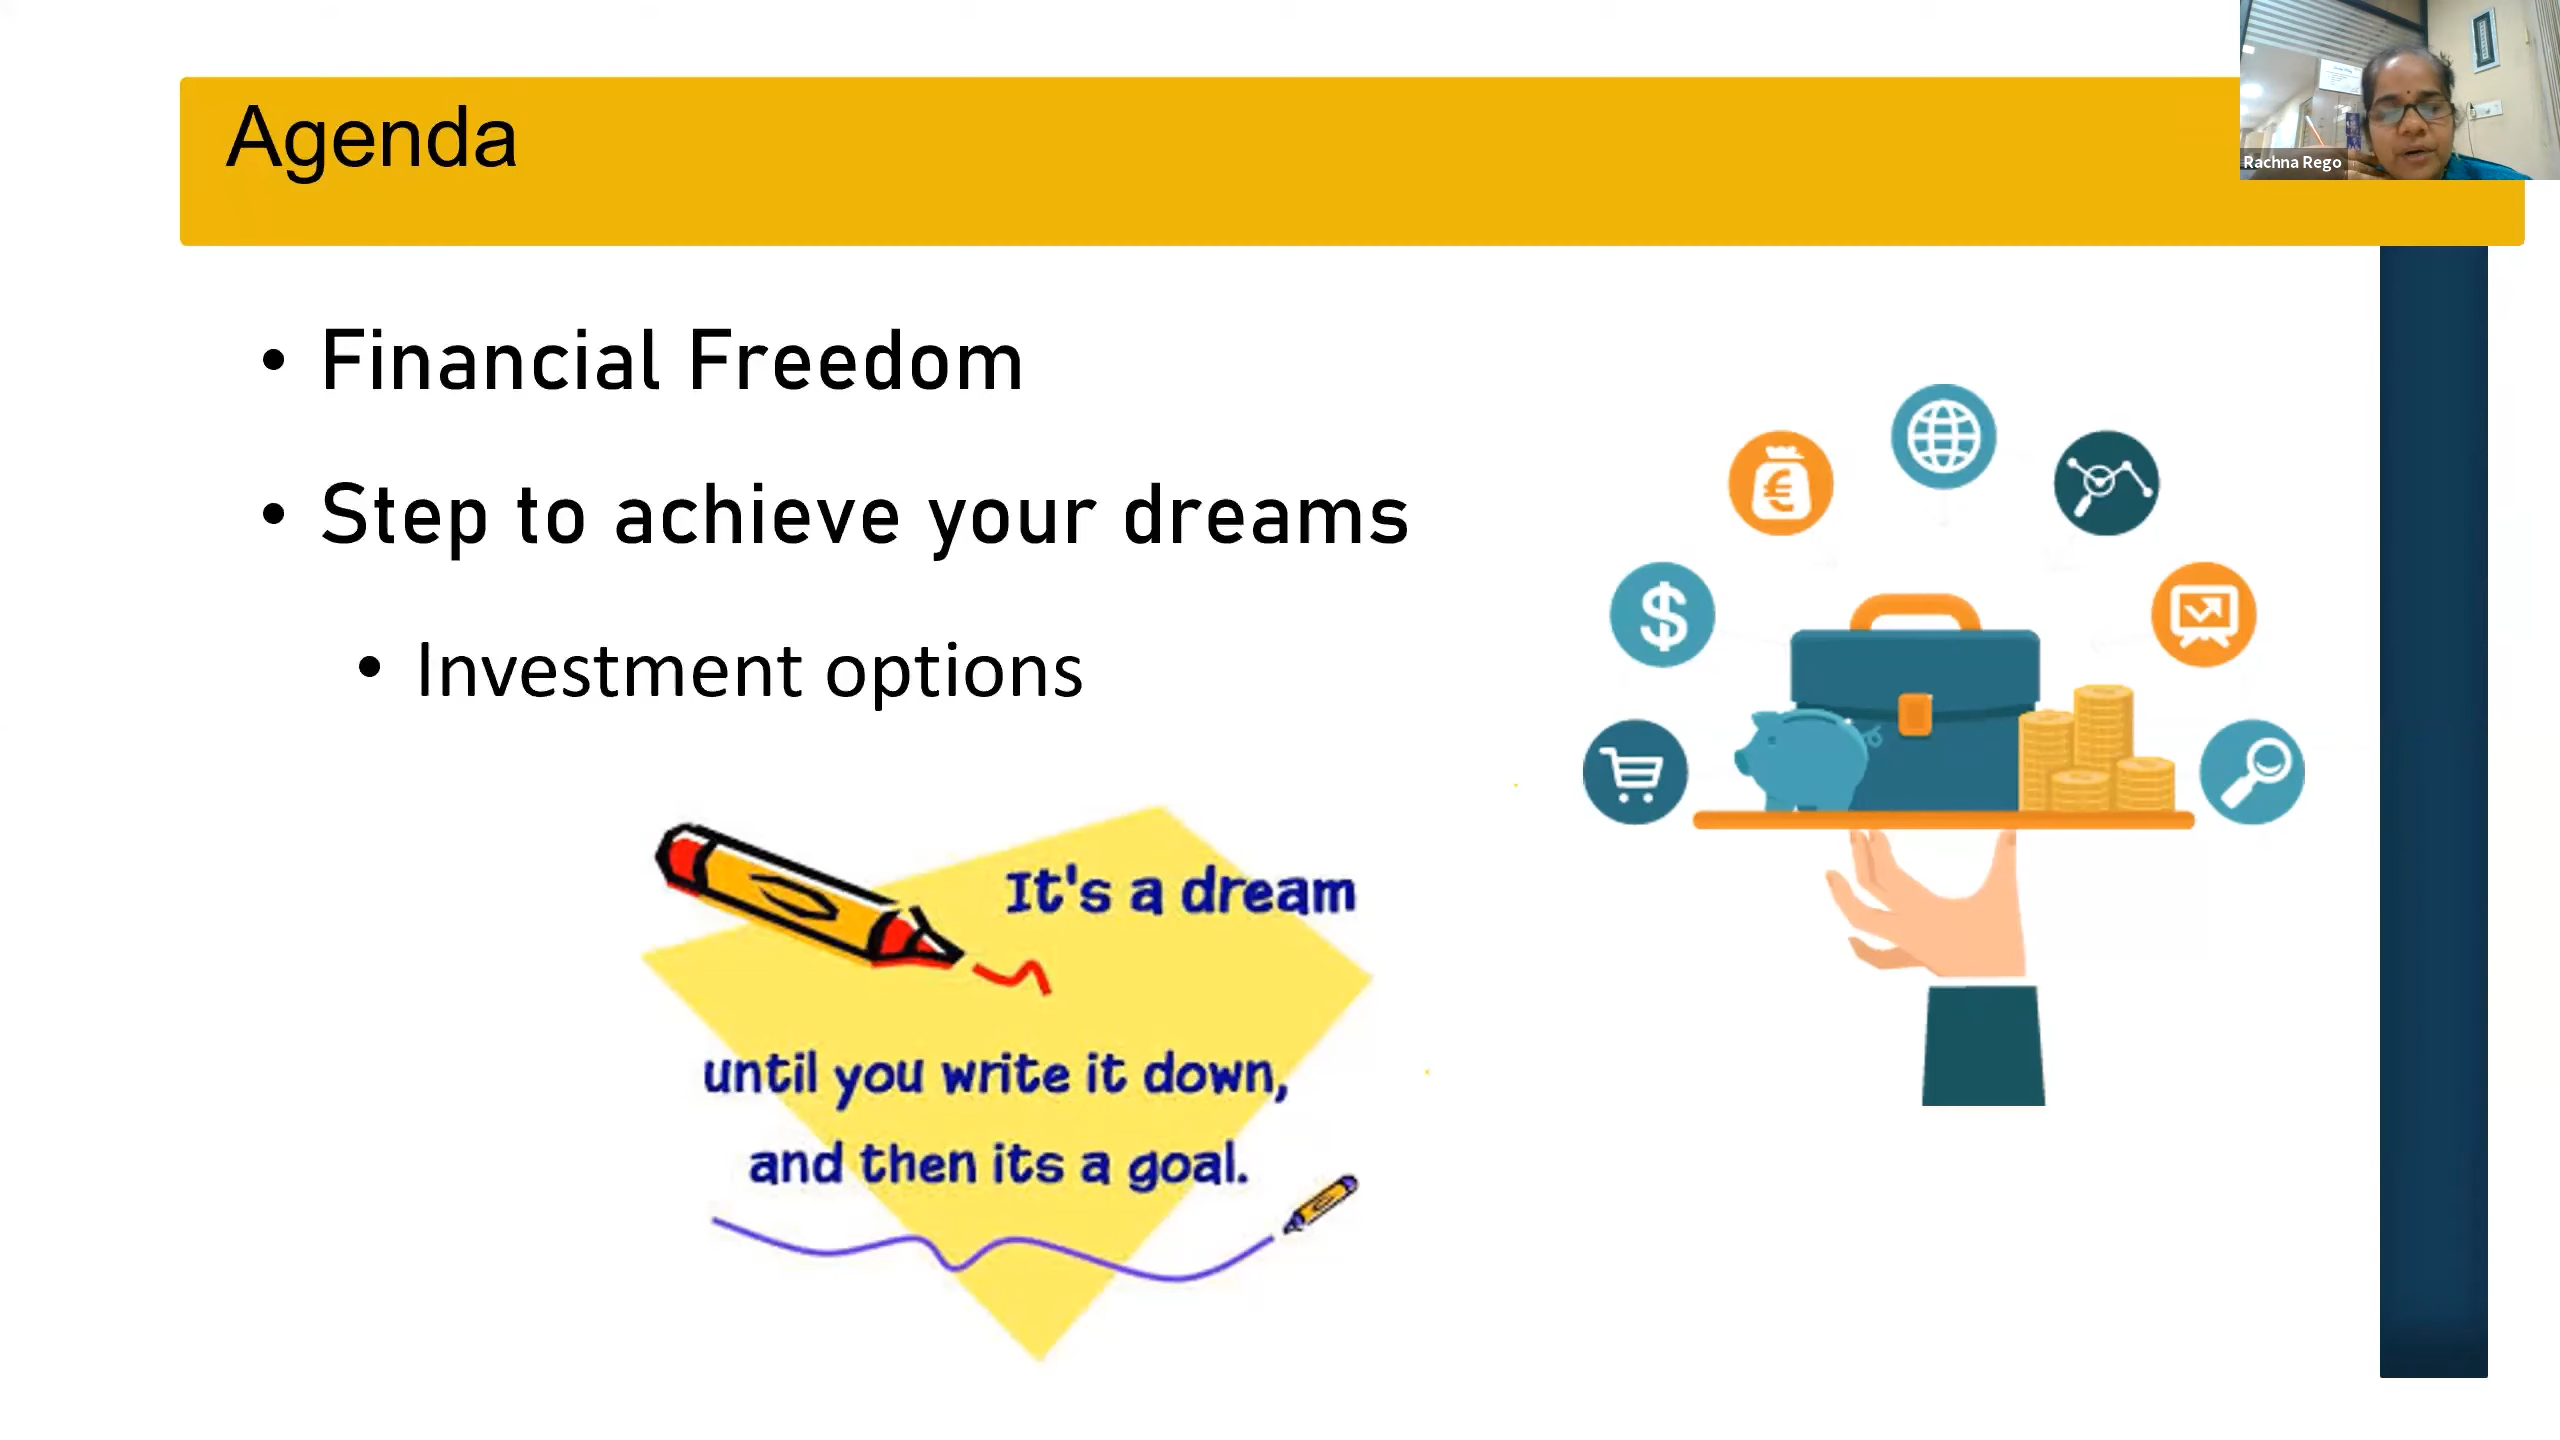 Agenda
Rachna Rego
• Financial Freedom
• Step to achieve your dreams
• Investment options
$
€
It's a dream
until you write it down,
and then its a goal.